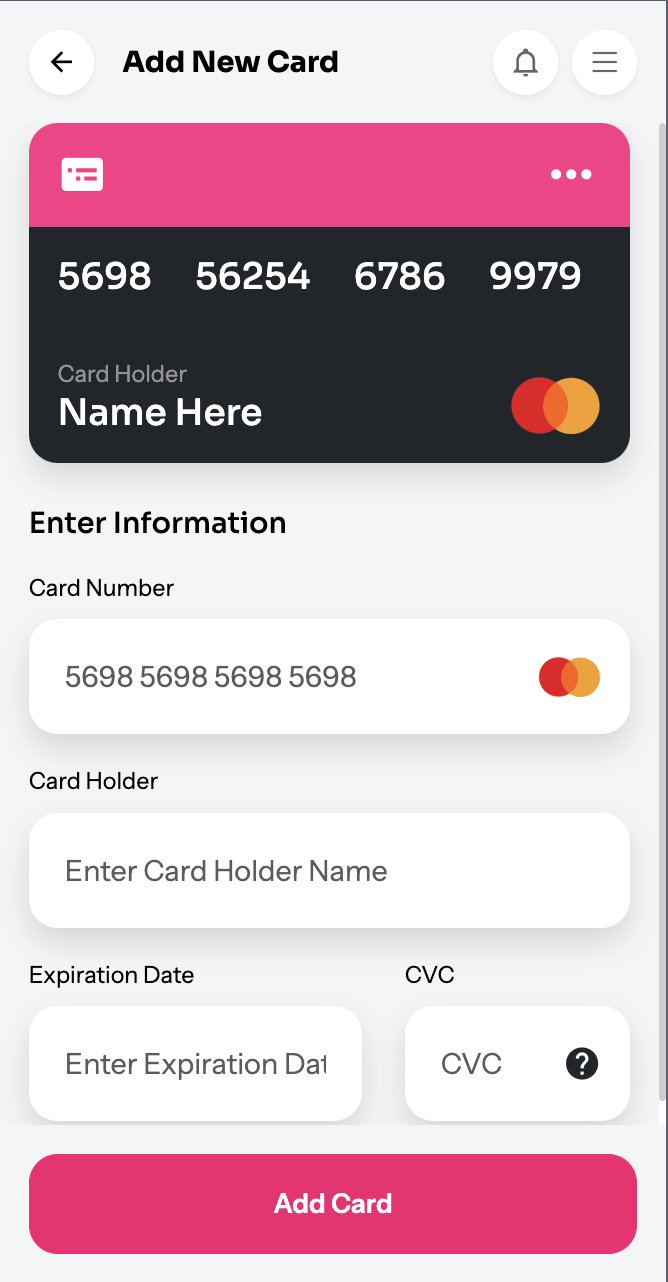 Add New Card
5698 56254 6786 9979
Card Holder
Name Here
Enter Information
Card Number
5698 5698 5698 5698
Card Holder
Enter Card Holder Name
Expiration Date CVC
Enter Expiration Dat CVC ?
Add Card